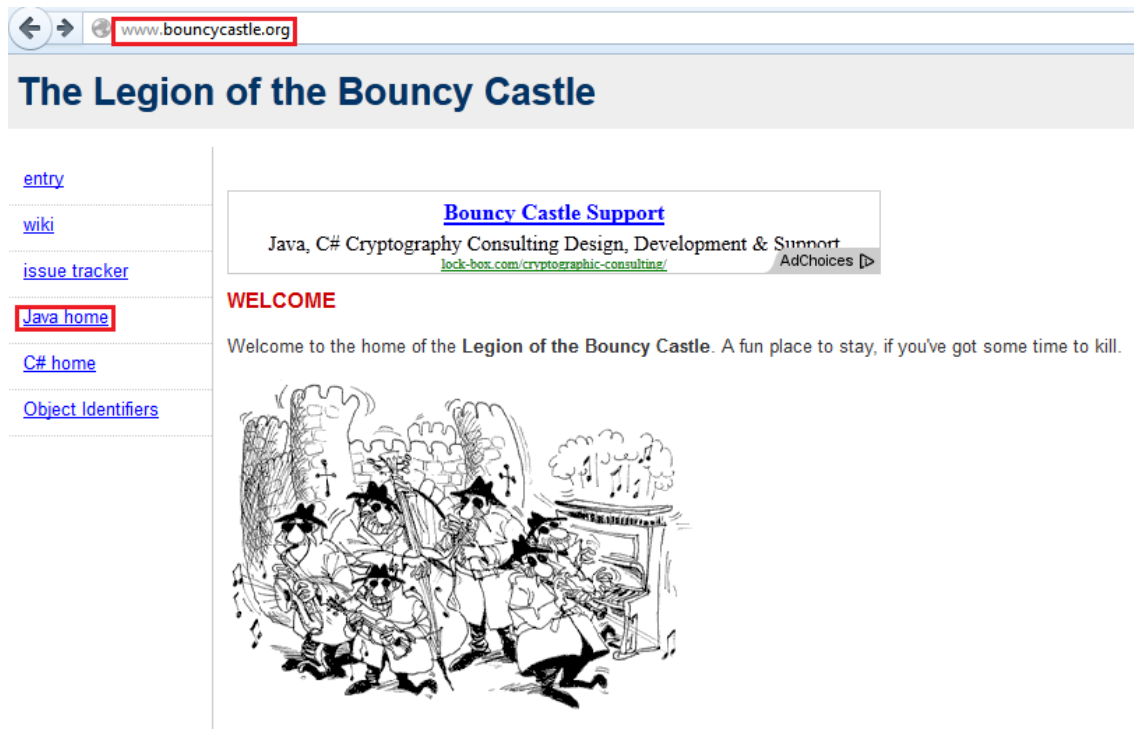 www.bouncycastle.org
The Legion of the Bouncy Castle
entry
wiki
issue tracker
Java home
C# home
Object Identifiers
Bouncy Castle Support
Java, C# Cryptography Consulting Design, Development & Support
lock-box.com/cryptographic-consulting/
AdChoices
WELCOME
Welcome to the home of the Legion of the Bouncy Castle. A fun place to stay, if you've got some time to kill.